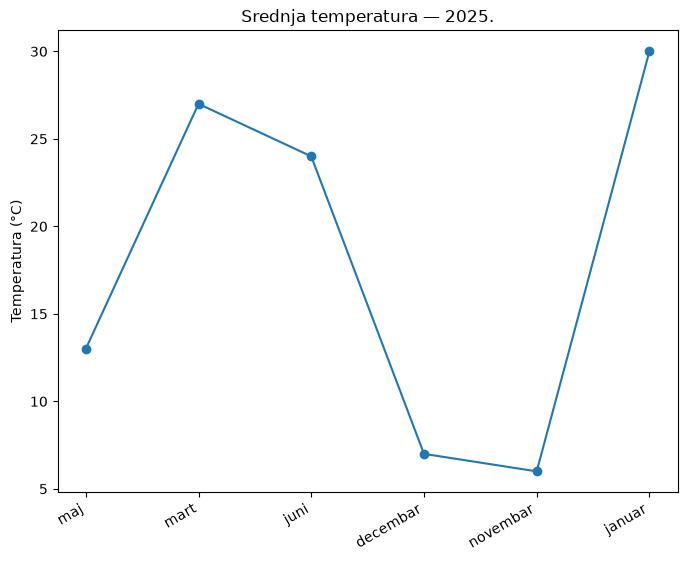 Srednja temperatura — 2025.
Temperatura (°C)
30
25
20
15
10
5
maj
mart
juni
decembar
novembar
januar